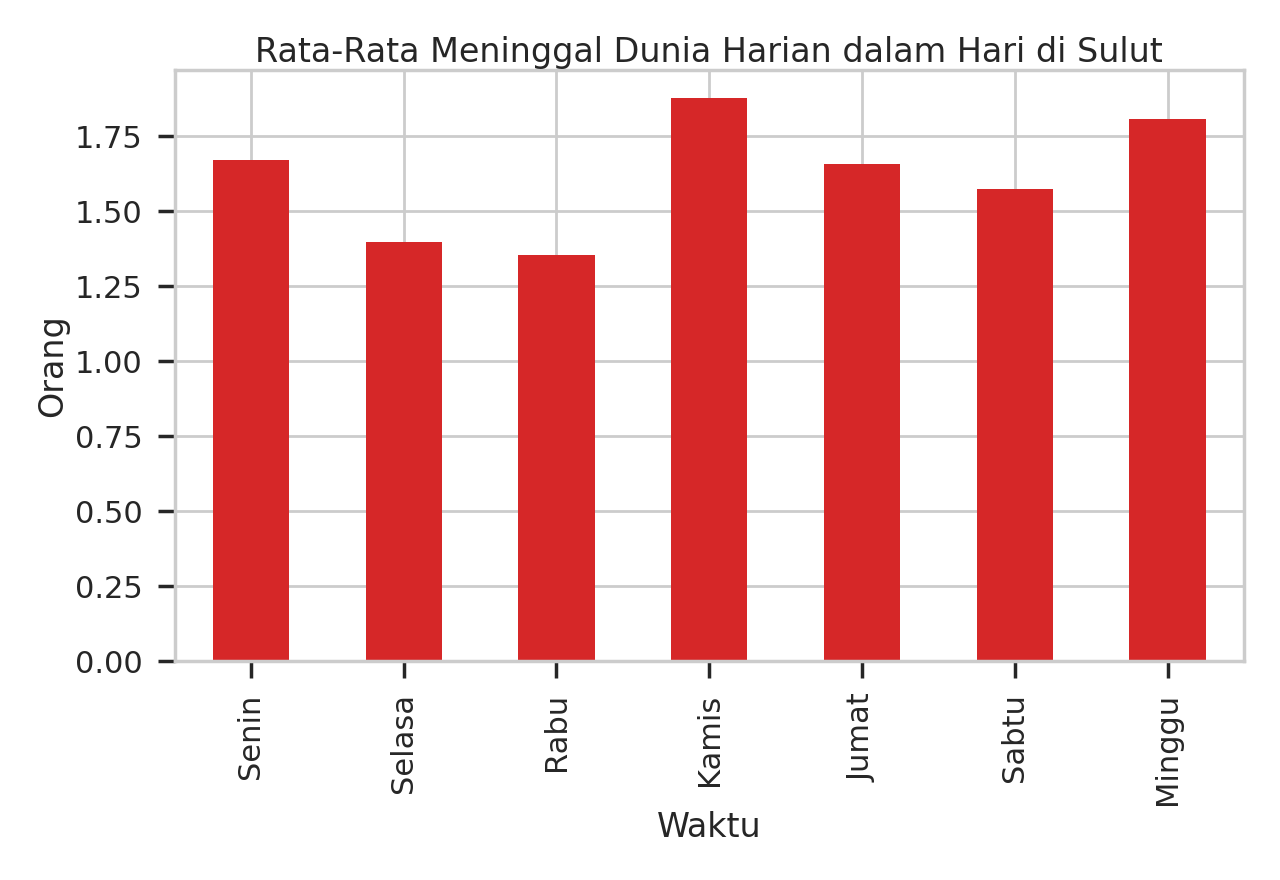 Rata-Rata Meninggal Dunia Harian dalam Hari di Sulut
Orang
1.75
1.50
1.25
1.00
0.75
0.50
0.25
0.00
Senin
Selasa
Rabu
Kamis
Jumat
Sabtu
Minggu
Waktu